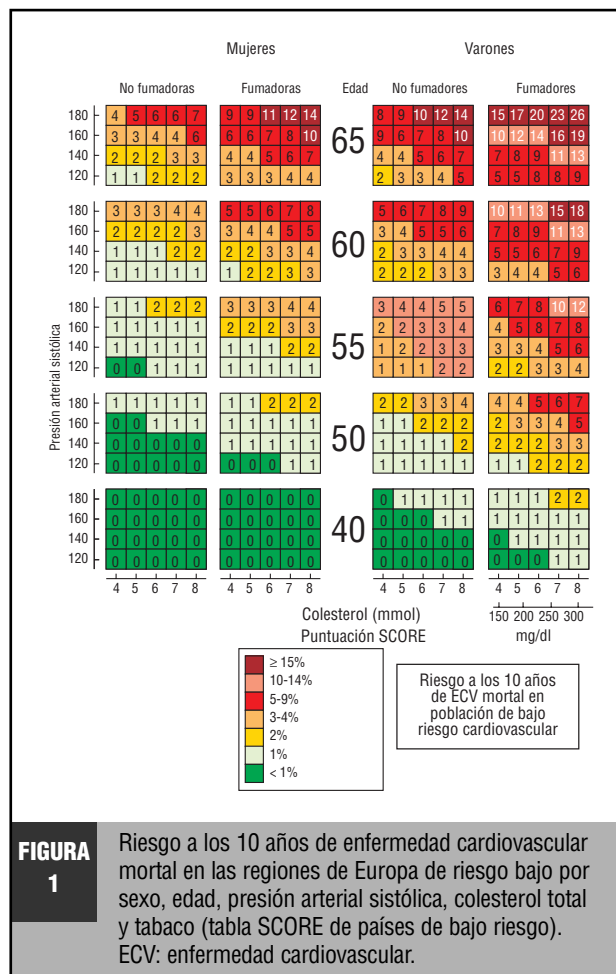 Mujeres Varones
No fumadoras Fumadoras Edad No fumadores Fumadores
180 4 5 6 6 7 9 9 11 12 14 8 9 10 12 14 15 17 20 23 26
160 3 3 4 4 6 6 6 7 8 10 9 6 7 8 10 10 12 14 16 19
65
140 2 2 2 3 3 4 4 5 6 7 4 4 5 6 7 7 8 9 11 13
120 1 1 2 2 2 3 3 3 4 4 2 3 3 4 5 5 5 8 8 9
180 3 3 3 4 4 5 5 6 7 8 5 6 7 8 9 10 11 13 15 18
160 2 2 2 2 3 3 4 4 5 5 3 4 5 5 6 7 8 9 11 13
60
140 1 1 1 2 2 2 2 3 3 4 2 3 3 4 4 5 5 6 7 9
120 1 1 1 1 1 1 2 2 3 3 2 2 2 3 3 3 4 4 5 6
Presión arterial sistólica
180 1 1 2 2 2 3 3 3 4 4 3 4 4 5 5 6 7 8 10 12
160 1 1 1 1 1 2 2 2 3 3 2 2 3 3 4 4 5 8 7 8
55
140 1 1 1 1 1 1 1 1 2 2 1 2 2 3 3 3 3 4 5 6
120 0 0 1 1 1 1 1 1 1 1 1 1 1 2 2 2 2 3 3 4
180 1 1 1 1 1 1 1 2 2 2 2 2 3 3 4 4 4 5 6 7
160 0 0 1 1 1 1 1 1 1 1 1 1 2 2 2 2 3 3 4 5
50
140 0 0 0 0 0 1 1 1 1 1 1 1 1 1 2 2 2 2 3 3
120 0 0 0 0 0 0 0 0 1 1 1 1 1 1 1 1 1 2 2 2
180 0 0 0 0 0 0 0 0 0 0 0 1 1 1 1 1 1 1 2 2
160 0 0 0 0 0 0 0 0 0 0 0 0 0 1 1 1 1 1 1 1
40
140 0 0 0 0 0 0 0 0 0 0 0 0 0 0 0 0 1 1 1 1
120 0 0 0 0 0 0 0 0 0 0 0 0 0 0 0 0 0 0 1 1
4 5 6 7 8 4 5 6 7 8 4 5 6 7 8 4 5 6 7 8
Colesterol (mmol)
150 200 250 300
Puntuación SCORE
mg/dl
≥ 15%
10-14%
5-9%
3-4%
2%
1%
< 1%
Riesgo a los 10 años
de ECV mortal en
población de bajo
riesgo cardiovascular
FIGURA
1
Riesgo a los 10 años de enfermedad cardiovascular
mortal en las regiones de Europa de riesgo bajo por
sexo, edad, presión arterial sistólica, colesterol total
y tabaco (tabla SCORE de países de bajo riesgo).
ECV: enfermedad cardiovascular.